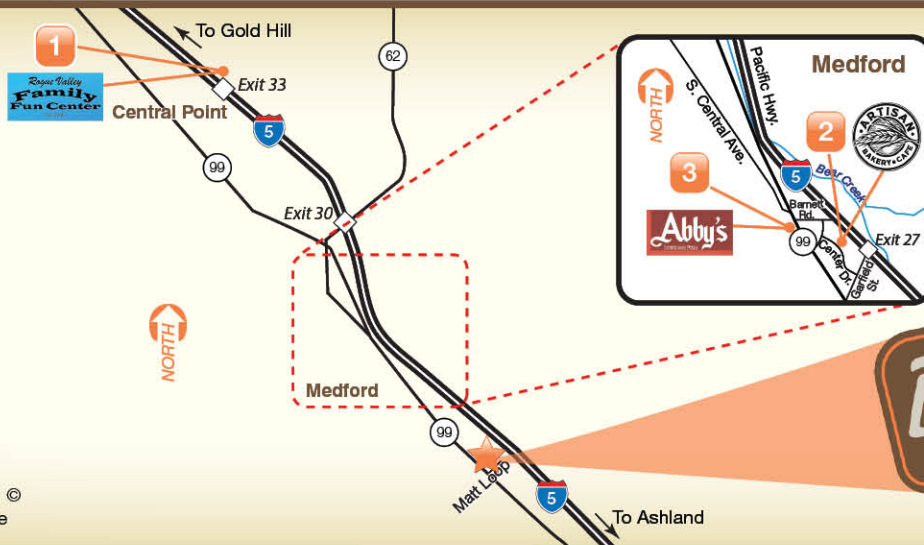 To Gold Hill
1
Rogue Valley
Family
Fun Center
Exit 33
Central Point
5
62
99
Exit 30
NORTH
Medford
99
Matt Loop
5
To Ashland
©
e
Medford
NORTH
Pacific Hwy.
S. Central Ave.
2
ARTISAN
BAKERY • CAFE
3
5
Bear Creek
Abby's
Barnett
Rd.
99
Center Dr.
Exit 27
Garfield
St.